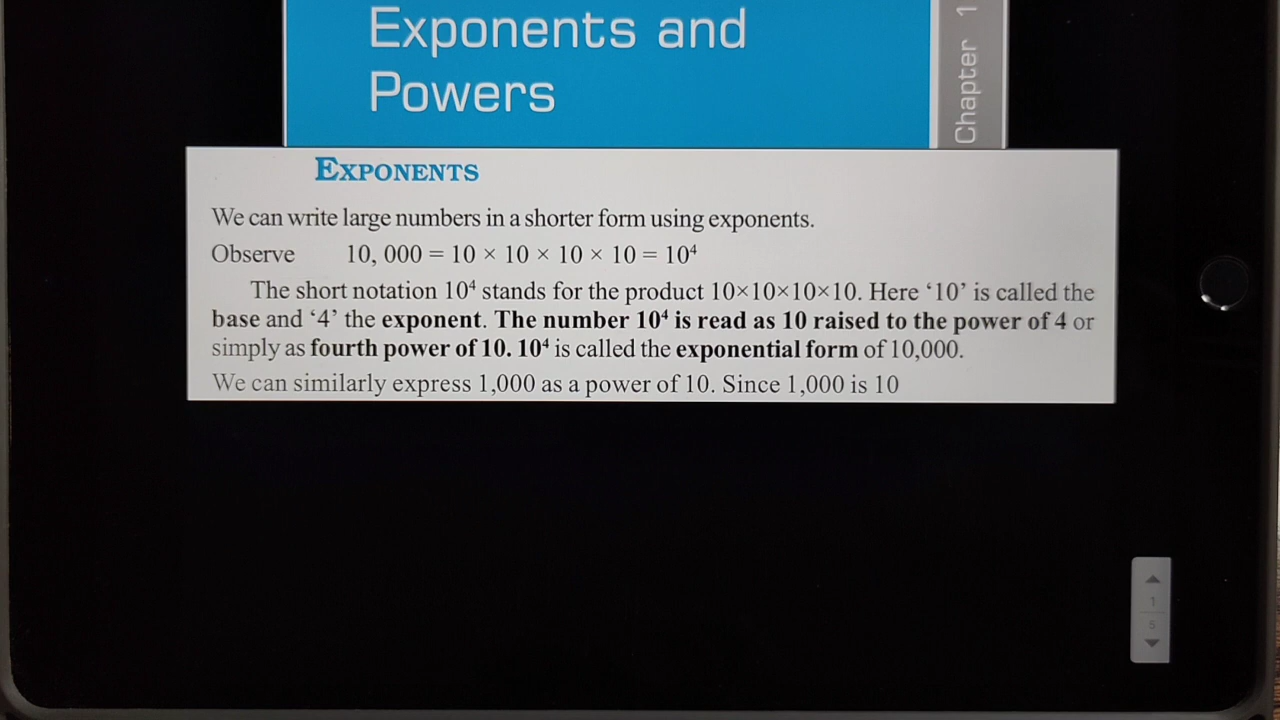 Exponents and
Powers
Chapter 1
EXPONENTS
We can write large numbers in a shorter form using exponents.
Observe 10, 000 = 10 × 10 × 10 × 10 = 10⁴
The short notation 10⁴ stands for the product 10×10×10×10. Here ‘10’ is called the
base and ‘4’ the exponent. The number 10⁴ is read as 10 raised to the power of 4 or
simply as fourth power of 10. 10⁴ is called the exponential form of 10,000.
We can similarly express 1,000 as a power of 10. Since 1,000 is 10
1
5